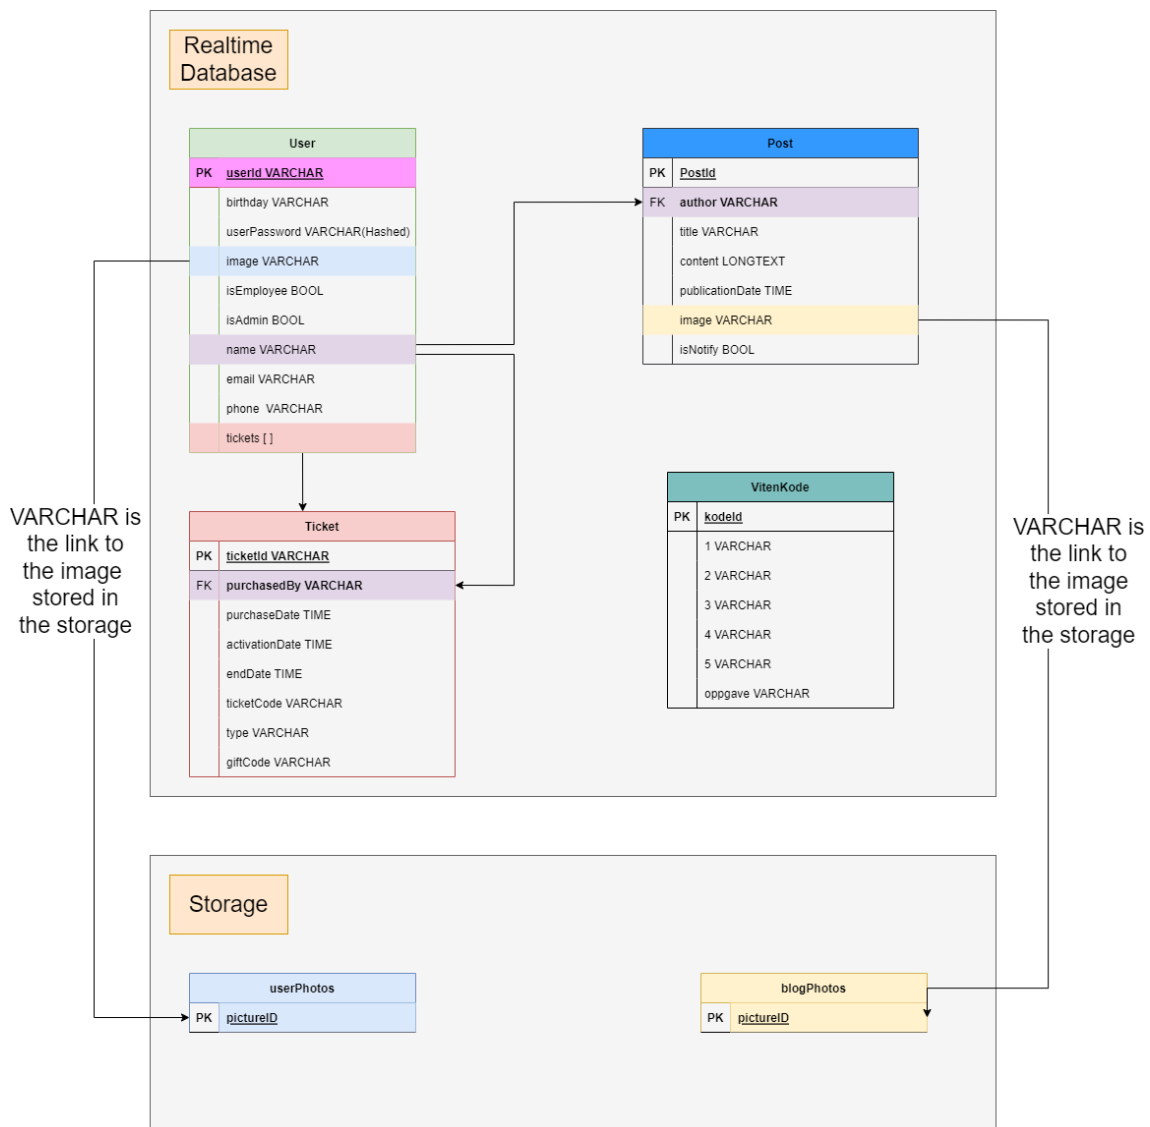 Realtime
Database
User
PK userId VARCHAR
birthday VARCHAR
userPassword VARCHAR(Hashed)
image VARCHAR
isEmployee BOOL
isAdmin BOOL
name VARCHAR
email VARCHAR
phone VARCHAR
tickets [ ]
Post
PK PostId
FK author VARCHAR
title VARCHAR
content LONGTEXT
publicationDate TIME
image VARCHAR
isNotify BOOL
VARCHAR is
the link to
the image
stored in
the storage
Ticket
PK ticketId VARCHAR
FK purchasedBy VARCHAR
purchaseDate TIME
activationDate TIME
endDate TIME
ticketCode VARCHAR
type VARCHAR
giftCode VARCHAR
VitenKode
PK kodeId
1 VARCHAR
2 VARCHAR
3 VARCHAR
4 VARCHAR
5 VARCHAR
oppgave VARCHAR
VARCHAR is
the link to
the image
stored in
the storage
Storage
userPhotos
PK pictureID
blogPhotos
PK pictureID